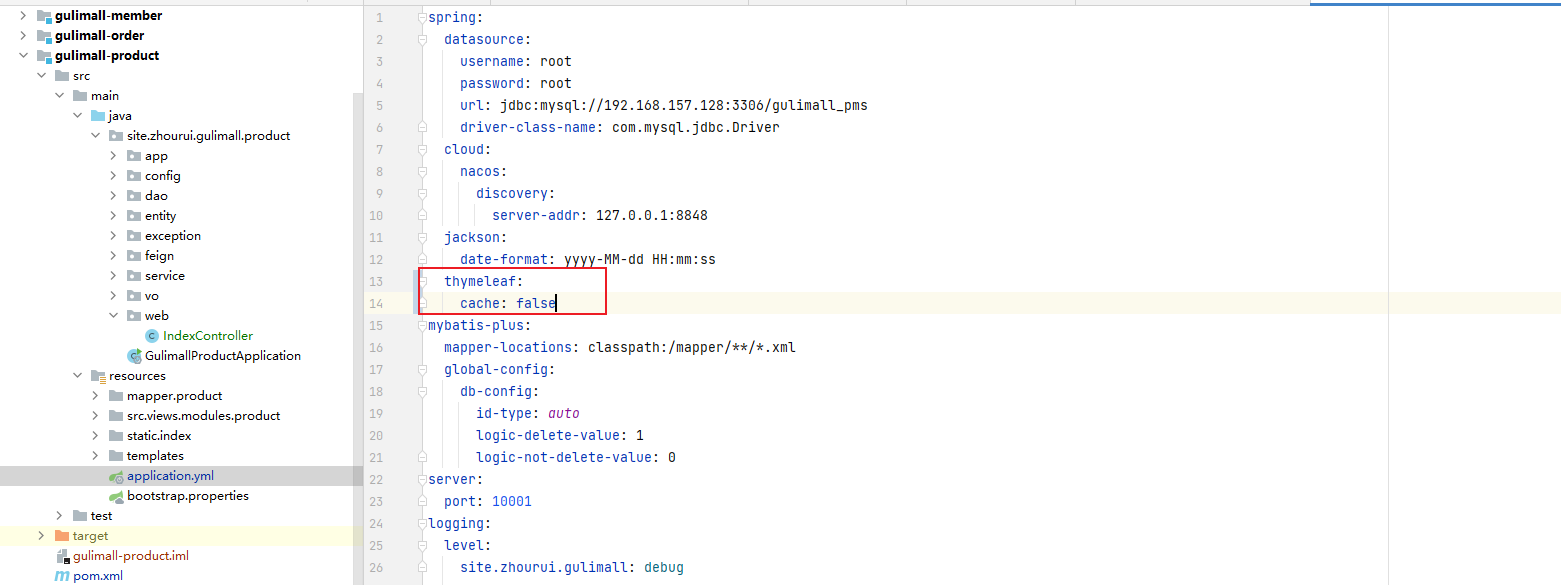 gulimall-member
gulimall-order
gulimall-product
src
main
java
site.zhourui.gulimall.product
app
config
dao
entity
exception
feign
service
vo
web
IndexController
GulimallProductApplication
resources
mapper.product
src.views.modules.product
static.index
templates
application.yml
bootstrap.properties
test
target
gulimall-product.iml
pom.xml
1 spring:
2 datasource:
3 username: root
4 password: root
5 url: jdbc:mysql://192.168.157.128:3306/gulimall_pms
6 driver-class-name: com.mysql.jdbc.Driver
7 cloud:
8 nacos:
9 discovery:
10 server-addr: 127.0.0.1:8848
11 jackson:
12 date-format: yyyy-MM-dd HH:mm:ss
13 thymeleaf:
14 cache: false
15 mybatis-plus:
16 mapper-locations: classpath:/mapper/**/*.xml
17 global-config:
18 db-config:
19 id-type: auto
20 logic-delete-value: 1
21 logic-not-delete-value: 0
22 server:
23 port: 10001
24 logging:
25 level:
26 site.zhourui.gulimall: debug